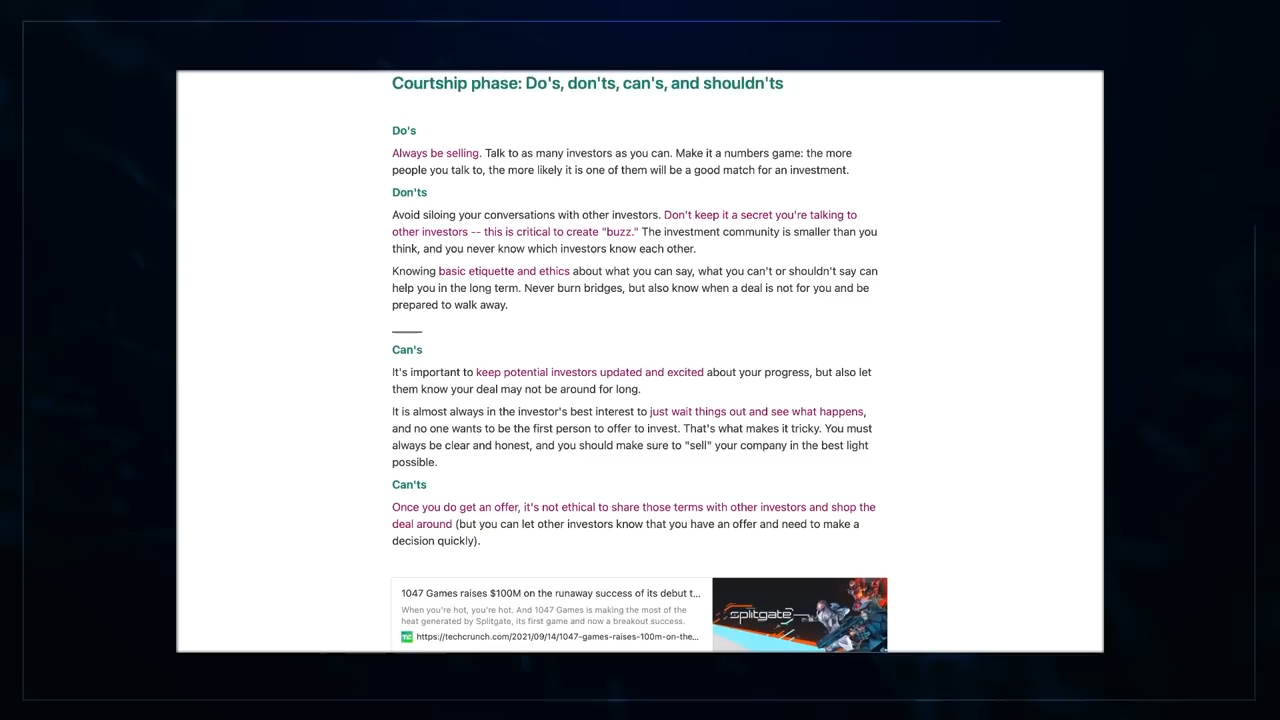 Courtship phase: Do's, don'ts, can's, and shouldn'ts
Do's
Always be selling. Talk to as many investors as you can. Make it a numbers game: the more
people you talk to, the more likely it is one of them will be a good match for an investment.
Don'ts
Avoid siloing your conversations with other investors. Don't keep it a secret you're talking to
other investors -- this is critical to create "buzz." The investment community is smaller than you
think, and you never know which investors know each other.
Knowing basic etiquette and ethics about what you can say, what you can't or shouldn't say can
help you in the long term. Never burn bridges, but also know when a deal is not for you and be
prepared to walk away.
Can's
It's important to keep potential investors updated and excited about your progress, but also let
them know your deal may not be around for long.
It is almost always in the investor's best interest to just wait things out and see what happens,
and no one wants to be the first person to offer to invest. That's what makes it tricky. You must
always be clear and honest, and you should make sure to "sell" your company in the best light
possible.
Can'ts
Once you do get an offer, it's not ethical to share those terms with other investors and shop the
deal around (but you can let other investors know that you have an offer and need to make a
decision quickly).
1047 Games raises $100M on the runaway success of its debut t...
When you're hot, you're hot. And 1047 Games is making the most of the
heat generated by Splitgate, its first game and now a breakout success.
https://techcrunch.com/2021/09/14/1047-games-raises-100m-on-the...
splitgate